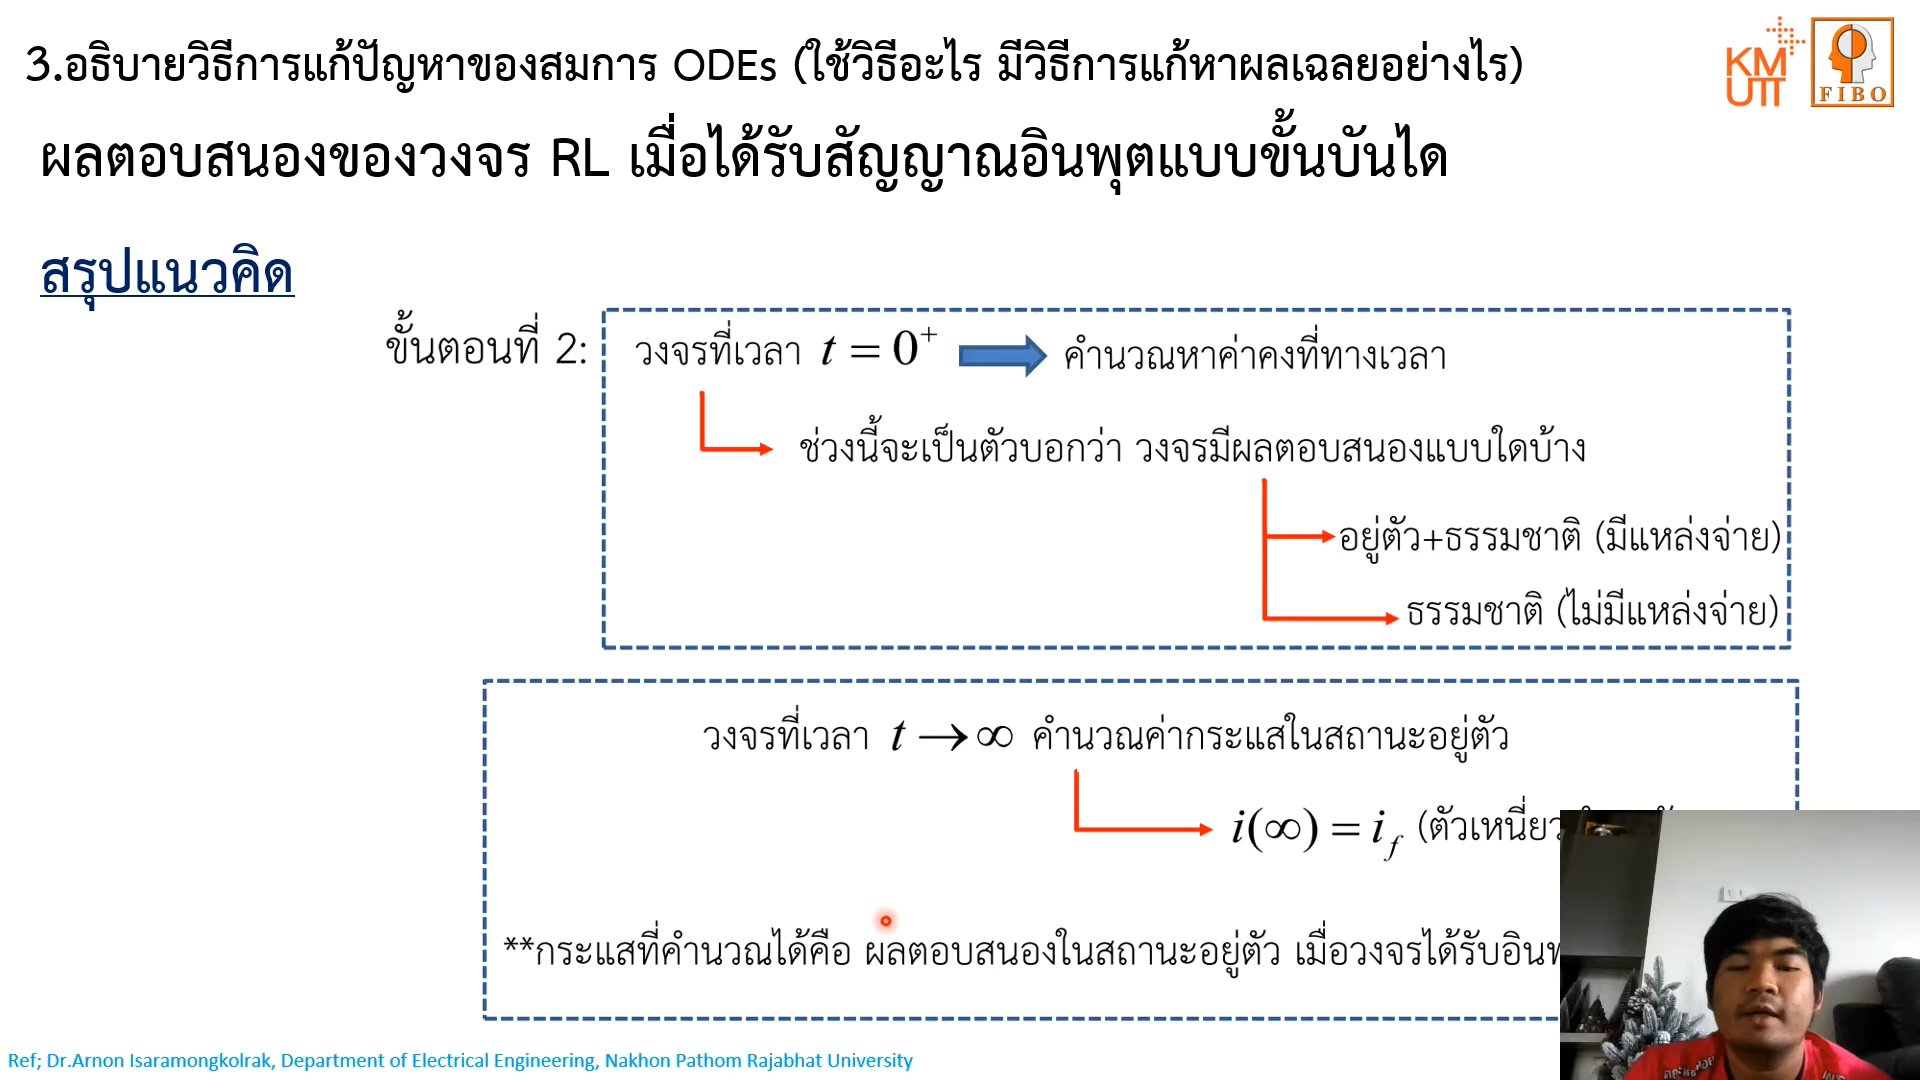 3.อธิบายวิธีการแก้ปัญหาของสมการ ODEs (ใช้วิธีอะไร มีวิธีการแก้หาผลเฉลยอย่างไร)
KM
UTT
FIBO
ผลตอบสนองของวงจร RL เมื่อได้รับสัญญาณอินพุตแบบขั้นบันได
สรุปแนวคิด
ขั้นตอนที่ 2:
วงจรที่เวลา t = 0⁺ คำนวณหาค่าคงที่ทางเวลา
ช่วงนี้จะเป็นตัวบอกว่า วงจรมีผลตอบสนองแบบใดบ้าง
อยู่ตัว+ธรรมชาติ (มีแหล่งจ่าย)
ธรรมชาติ (ไม่มีแหล่งจ่าย)
วงจรที่เวลา t → ∞ คำนวณค่ากระแสในสถานะอยู่ตัว
i(∞) = i_f (ตัวเหนี่ยว
**กระแสที่คำนวณได้คือ ผลตอบสนองในสถานะอยู่ตัว เมื่อวงจรได้รับอินพ
Ref; Dr.Arnon Isaramongkolrak, Department of Electrical Engineering, Nakhon Pathom Rajabhat University